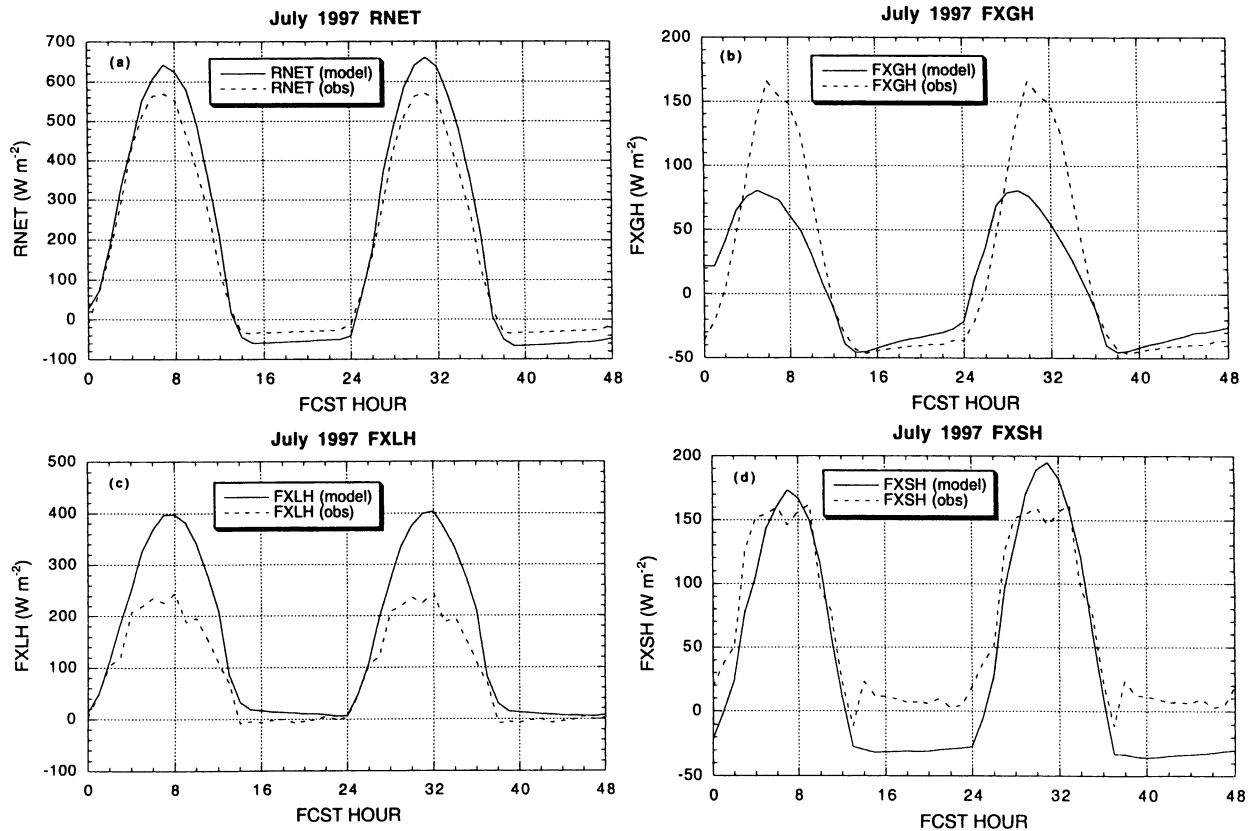 July 1997 RNET
(a)
RNET (model)
RNET (obs)
RNET (W m-2)
700
600
500
400
300
200
100
0
-100
0 8 16 24 32 40 48
FCST HOUR
July 1997 FXGH
(b)
FXGH (model)
FXGH (obs)
FXGH (W m-2)
200
150
100
50
0
-50
0 8 16 24 32 40 48
FCST HOUR
July 1997 FXLH
(c)
FXLH (model)
FXLH (obs)
FXLH (W m-2)
500
400
300
200
100
0
-100
0 8 16 24 32 40 48
FCST HOUR
July 1997 FXSH
(d)
FXSH (model)
FXSH (obs)
FXSH (W m-2)
200
150
100
50
0
-50
0 8 16 24 32 40 48
FCST HOUR